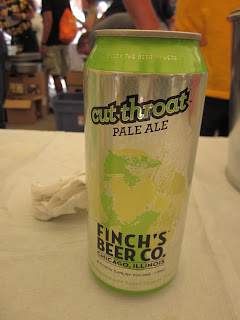 cut throat
PALE ALE
FINCH'S
BEER CO.
CHICAGO, ILLINOIS